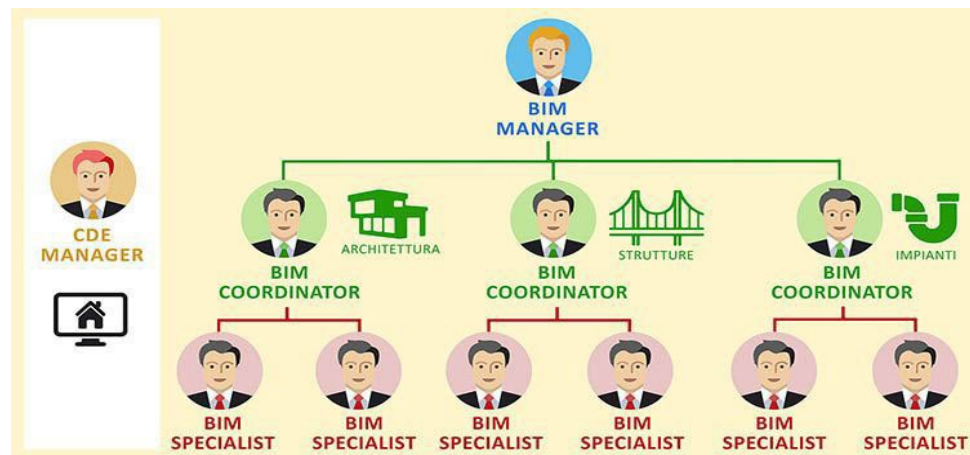 BIM
MANAGER
CDE
MANAGER
ARCHITETTURA
STRUTTURE
IMPIANTI
BIM
COORDINATOR
BIM
COORDINATOR
BIM
COORDINATOR
BIM
SPECIALIST
BIM
SPECIALIST
BIM
SPECIALIST
BIM
SPECIALIST
BIM
SPECIALIST
BIM
SPECIALIST